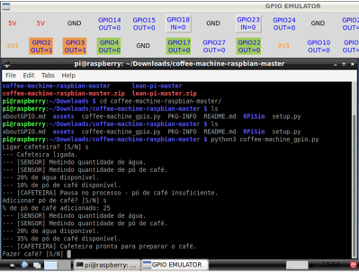 GPIO EMULATOR
5V 5V GND GPIO14 OUT=0 GPIO15 OUT=0 GPIO18 IN=0 GND GPIO23 IN=0 GPIO24 OUT=0 GND
3V3 GPIO2 OUT=1 GPIO3 OUT=1 GPIO4 OUT=0 GND GPIO17 OUT=0 GPIO27 OUT=0 GPIO22 OUT=0 3V3 GPIO10 OUT=0
pi@raspberry: ~/Downloads/coffee-machine-raspbian-master
File Edit Tabs Help
coffee-machine-raspbian-master lean-pi-master
coffee-machine-raspbian-master.zip lean-pi-master.zip
pi@raspberry:~/Downloads $ cd coffee-machine-raspbian-master/
pi@raspberry:~/Downloads/coffee-machine-raspbian-master $ ls
aboutGPIO.md assets coffee_machine_gpio.py PKG-INFO README.md RPiSim setup.py
pi@raspberry:~/Downloads/coffee-machine-raspbian-master $ ls
aboutGPIO.md assets coffee_machine_gpio.py PKG-INFO README.md RPiSim setup.py
pi@raspberry:~/Downloads/coffee-machine-raspbian-master $ python3 coffee_machine_gpio.py
Ligar cafeteira? [S/N] s
--- Cafeteira ligada.
--- [SENSOR] Medindo quantidade de água.
--- [SENSOR] Medindo quantidade de pó de café.
--- 20% de água disponível.
--- 10% de pó de café disponível.
--- [CAFETEIRA] Pausa no processo - pó de café insuficiente.
Adicionar pó de café? [S/N] s
% de pó de café adicionado: 25
--- [SENSOR] Medindo quantidade de água.
--- [SENSOR] Medindo quantidade de pó de café.
--- 20% de água disponível.
--- 35% de pó de café disponível.
--- [CAFETEIRA] Cafeteira pronta para preparar o café.
Fazer café? [S/N]
pi@raspberry: ... GPIO EMULATOR